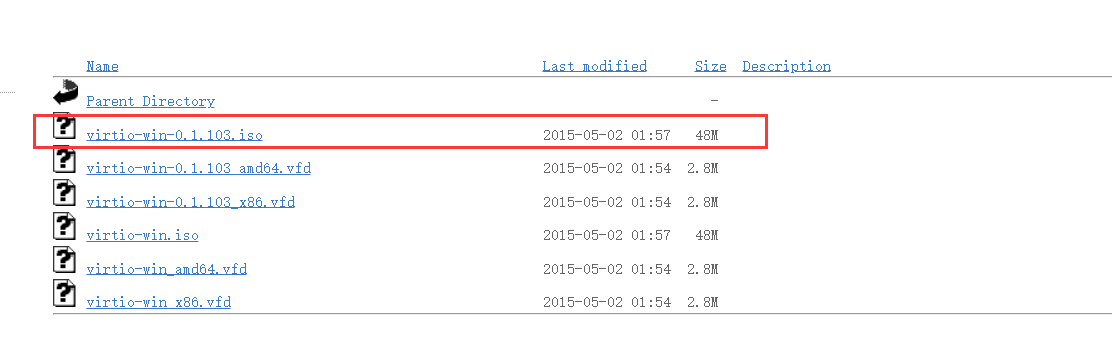 Name Last modified Size Description
Parent Directory -
virtio-win-0.1.103.iso 2015-05-02 01:57 48M
virtio-win-0.1.103_amd64.vfd 2015-05-02 01:54 2.8M
virtio-win-0.1.103_x86.vfd 2015-05-02 01:54 2.8M
virtio-win.iso 2015-05-02 01:57 48M
virtio-win_amd64.vfd 2015-05-02 01:54 2.8M
virtio-win_x86.vfd 2015-05-02 01:54 2.8M